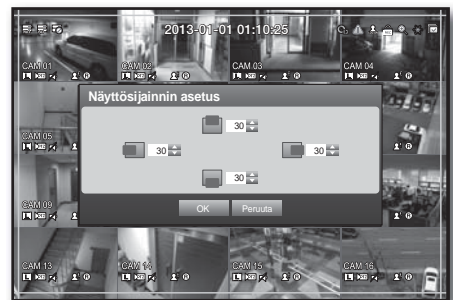 2013-01-01 01:10:25
CAM 01
CAM 02
CAM 03
CAM 04
Näyttösijainnin asetus
30
CAM 05
30
30
30
CAM 09
OK
Peruuta
CAM 13
CAM 14
CAM 15
CAM 16